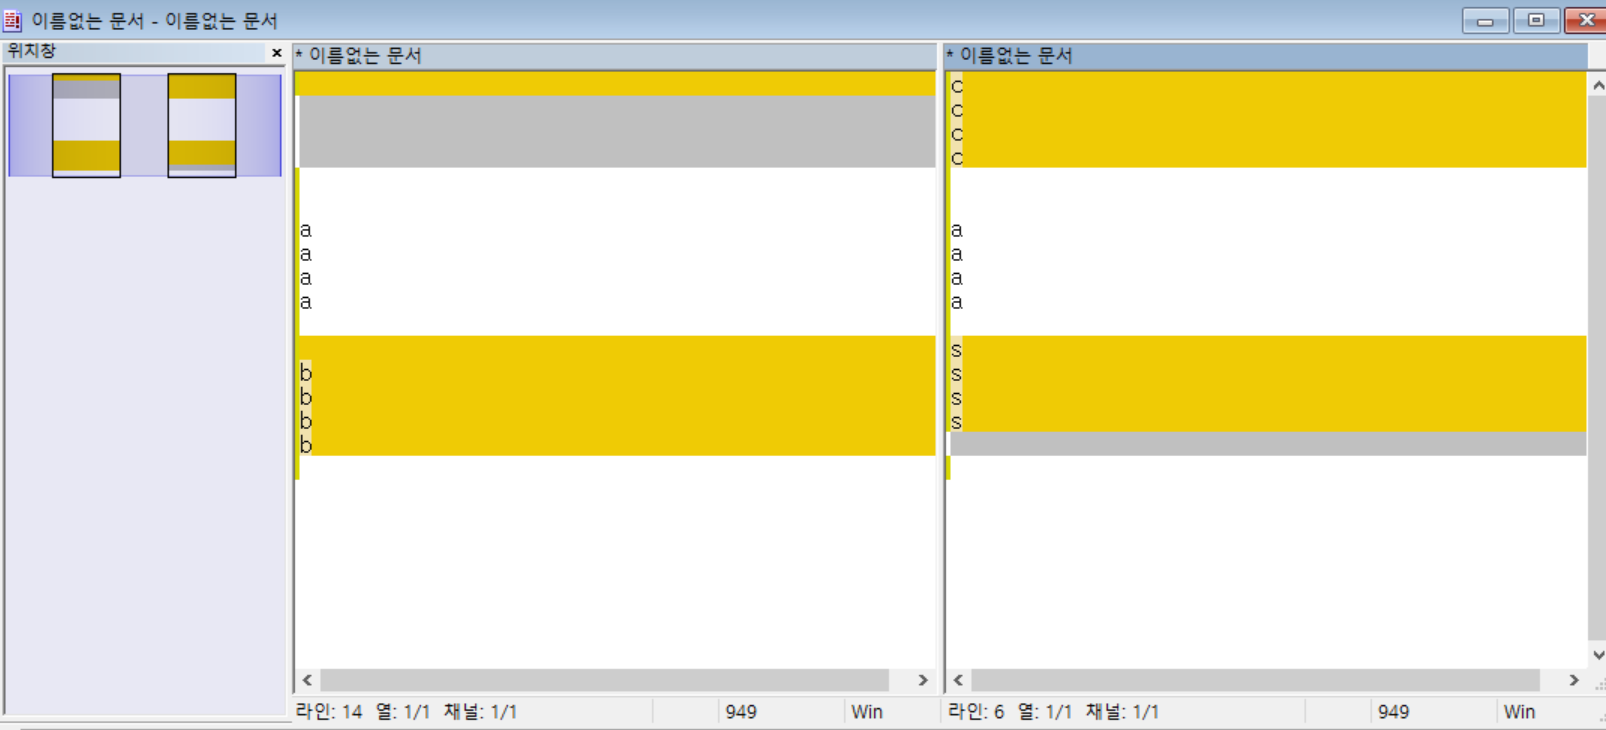 이름없는 문서 - 이름없는 문서
위치창
* 이름없는 문서
a
a
a
a
b
b
b
b
라인: 14 열: 1/1 채널: 1/1 949 Win
* 이름없는 문서
c
c
c
c
a
a
a
a
s
s
s
s
라인: 6 열: 1/1 채널: 1/1 949 Win